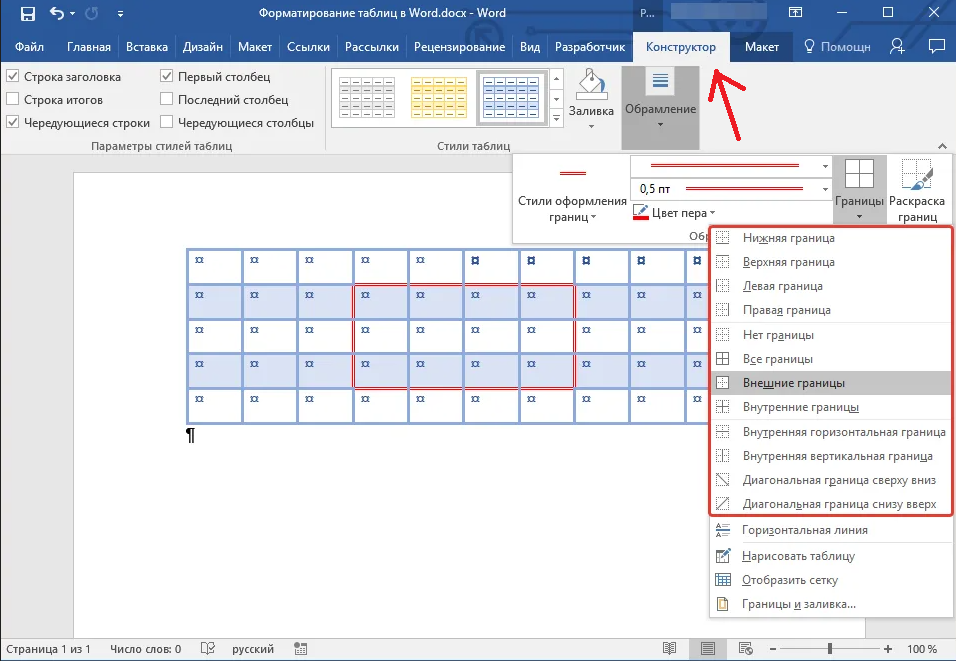 Форматирование таблиц в Word.docx - Word
Р...
Файл Главная Вставка Дизайн Макет Ссылки Рассылки Рецензирование Вид Разработчик Конструктор Макет Помощн
Строка заголовка Первый столбец
Строка итогов Последний столбец
Чередующиеся строки Чередующиеся столбцы
Заливка
Обрамление
Параметры стилей таблиц
Стили таблиц
Стили оформления границ
0,5 пт
Цвет пера
Границы
Раскраска границ
Об
Нижняя граница
Верхняя граница
Левая граница
Правая граница
Нет границы
Все границы
Внешние границы
Внутренние границы
Внутренняя горизонтальная граница
Внутренняя вертикальная граница
Диагональная граница сверху вниз
Диагональная граница снизу вверх
Горизонтальная линия
Нарисовать таблицу
Отобразить сетку
Границы и заливка...
¤ ¤ ¤ ¤ ¤ ¤ ¤ ¤ ¤ ¤
¤ ¤ ¤ ¤ ¤ ¤ ¤ ¤ ¤ ¤
¤ ¤ ¤ ¤ ¤ ¤ ¤ ¤ ¤ ¤
¤ ¤ ¤ ¤ ¤ ¤ ¤ ¤ ¤ ¤
¤ ¤ ¤ ¤ ¤ ¤ ¤ ¤ ¤ ¤
¶
Страница 1 из 1 Число слов: 0 русский 100 %